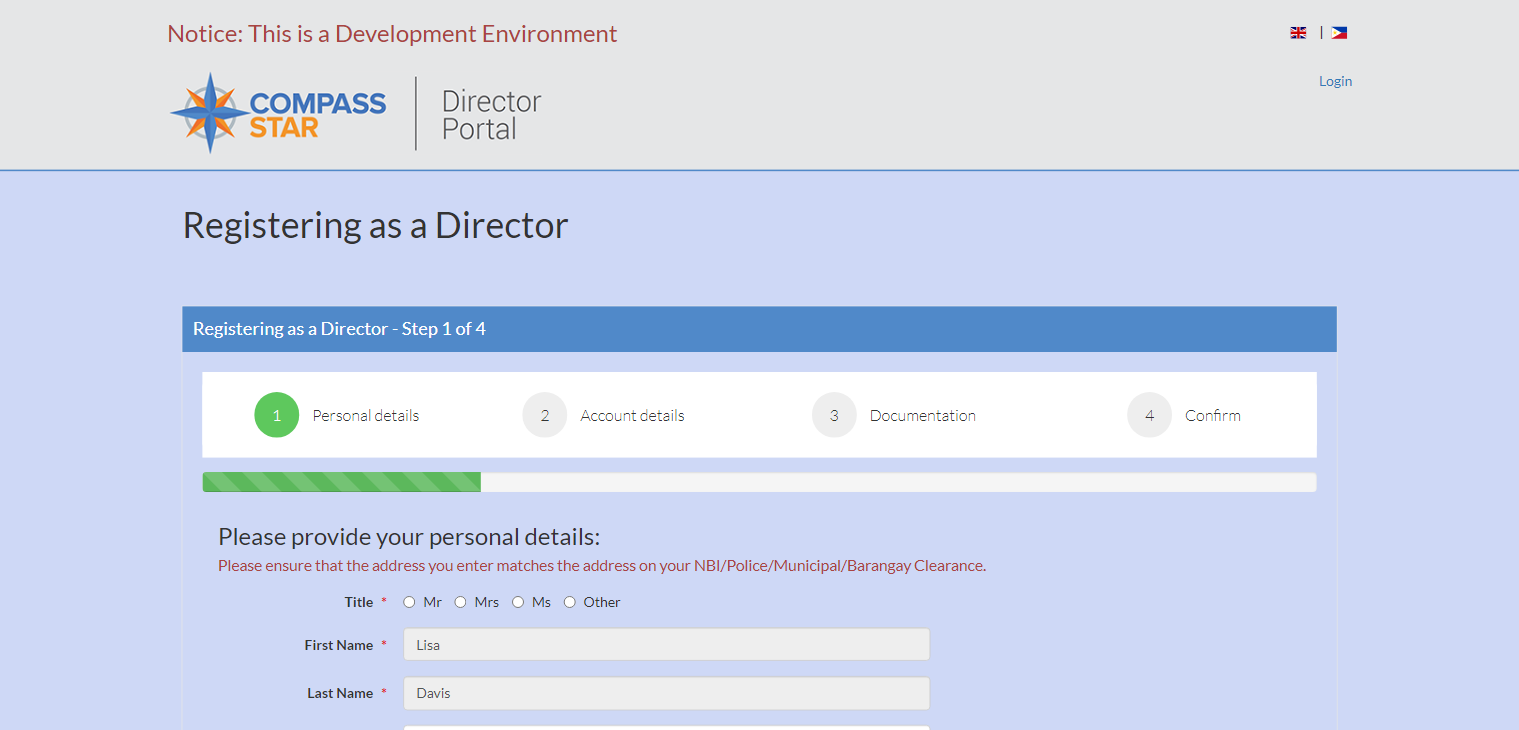 Notice: This is a Development Environment
|
Login
COMPASS
STAR
Director
Portal
Registering as a Director
Registering as a Director - Step 1 of 4
1 Personal details 2 Account details 3 Documentation 4 Confirm
Please provide your personal details:
Please ensure that the address you enter matches the address on your NBI/Police/Municipal/Barangay Clearance.
Title * Mr Mrs Ms Other
First Name * Lisa
Last Name * Davis